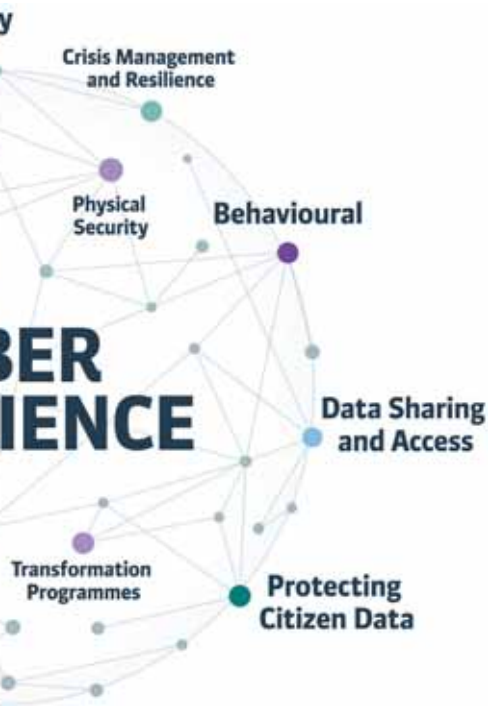 y
Crisis Management
and Resilience
Physical
Security
Behavioural
BER
IENCE
Data Sharing
and Access
Transformation
Programmes
Protecting
Citizen Data